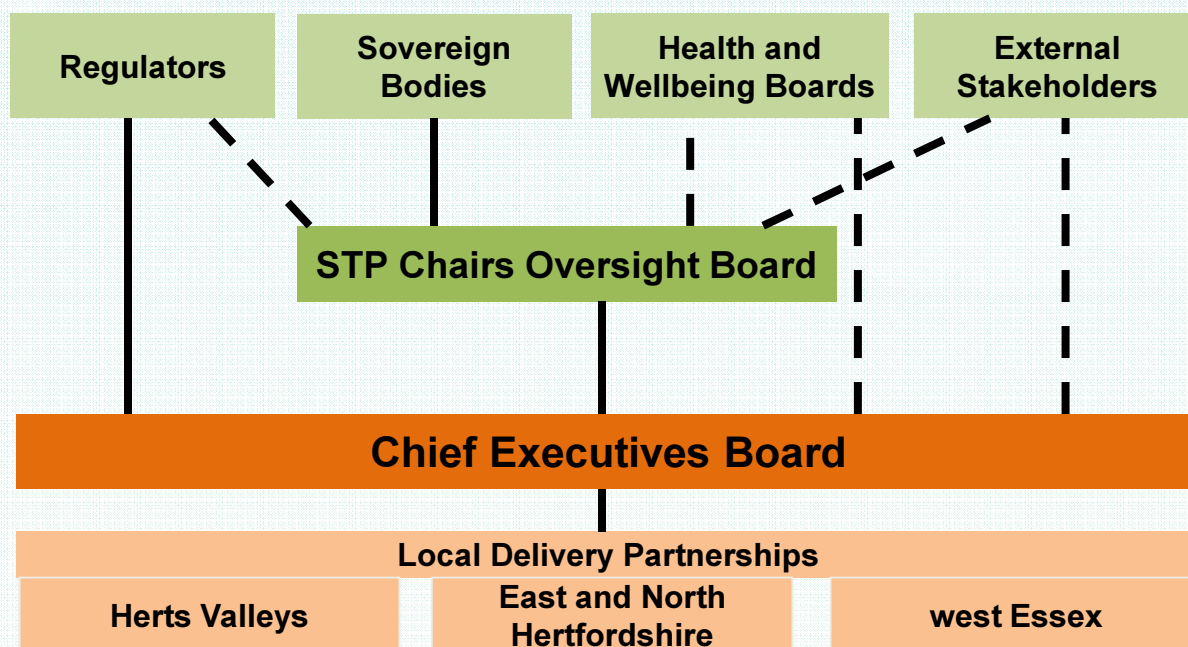 Regulators
Sovereign
Bodies
Health and
Wellbeing Boards
External
Stakeholders
STP Chairs Oversight Board
Chief Executives Board
Local Delivery Partnerships
Herts Valleys
East and North
Hertfordshire
west Essex